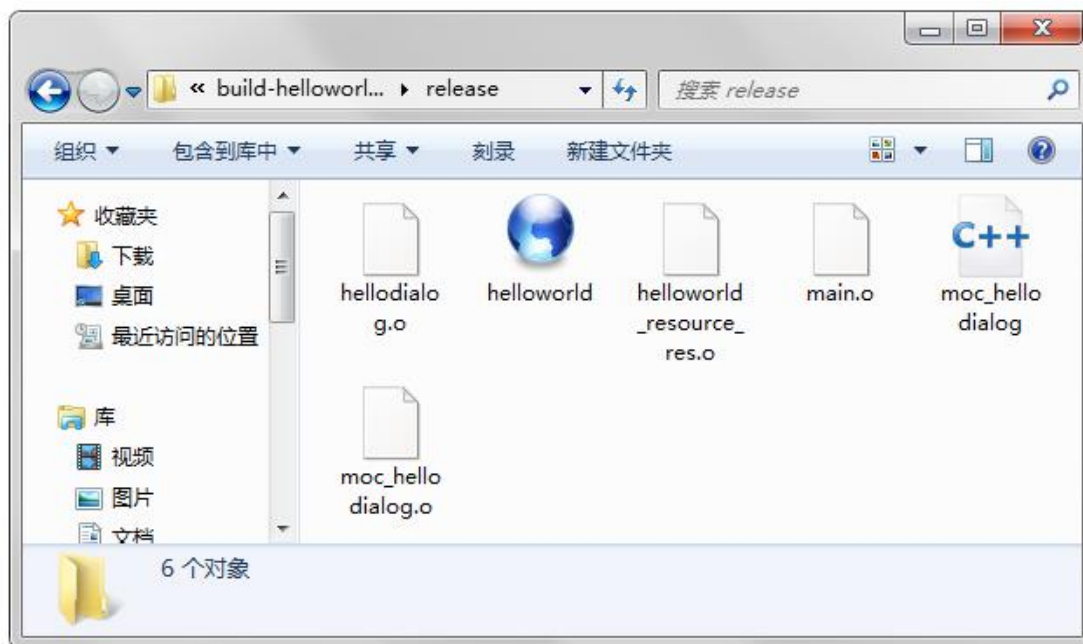 « build-helloworl... ▸ release
搜索 release
组织
包含到库中
共享
刻录
新建文件夹
收藏夹
下载
桌面
最近访问的位置
库
视频
图片
文档
hellodialo
g.o
helloworld
helloworld
_resource_
res.o
main.o
C++
moc_hello
dialog
moc_hello
dialog.o
6 个对象